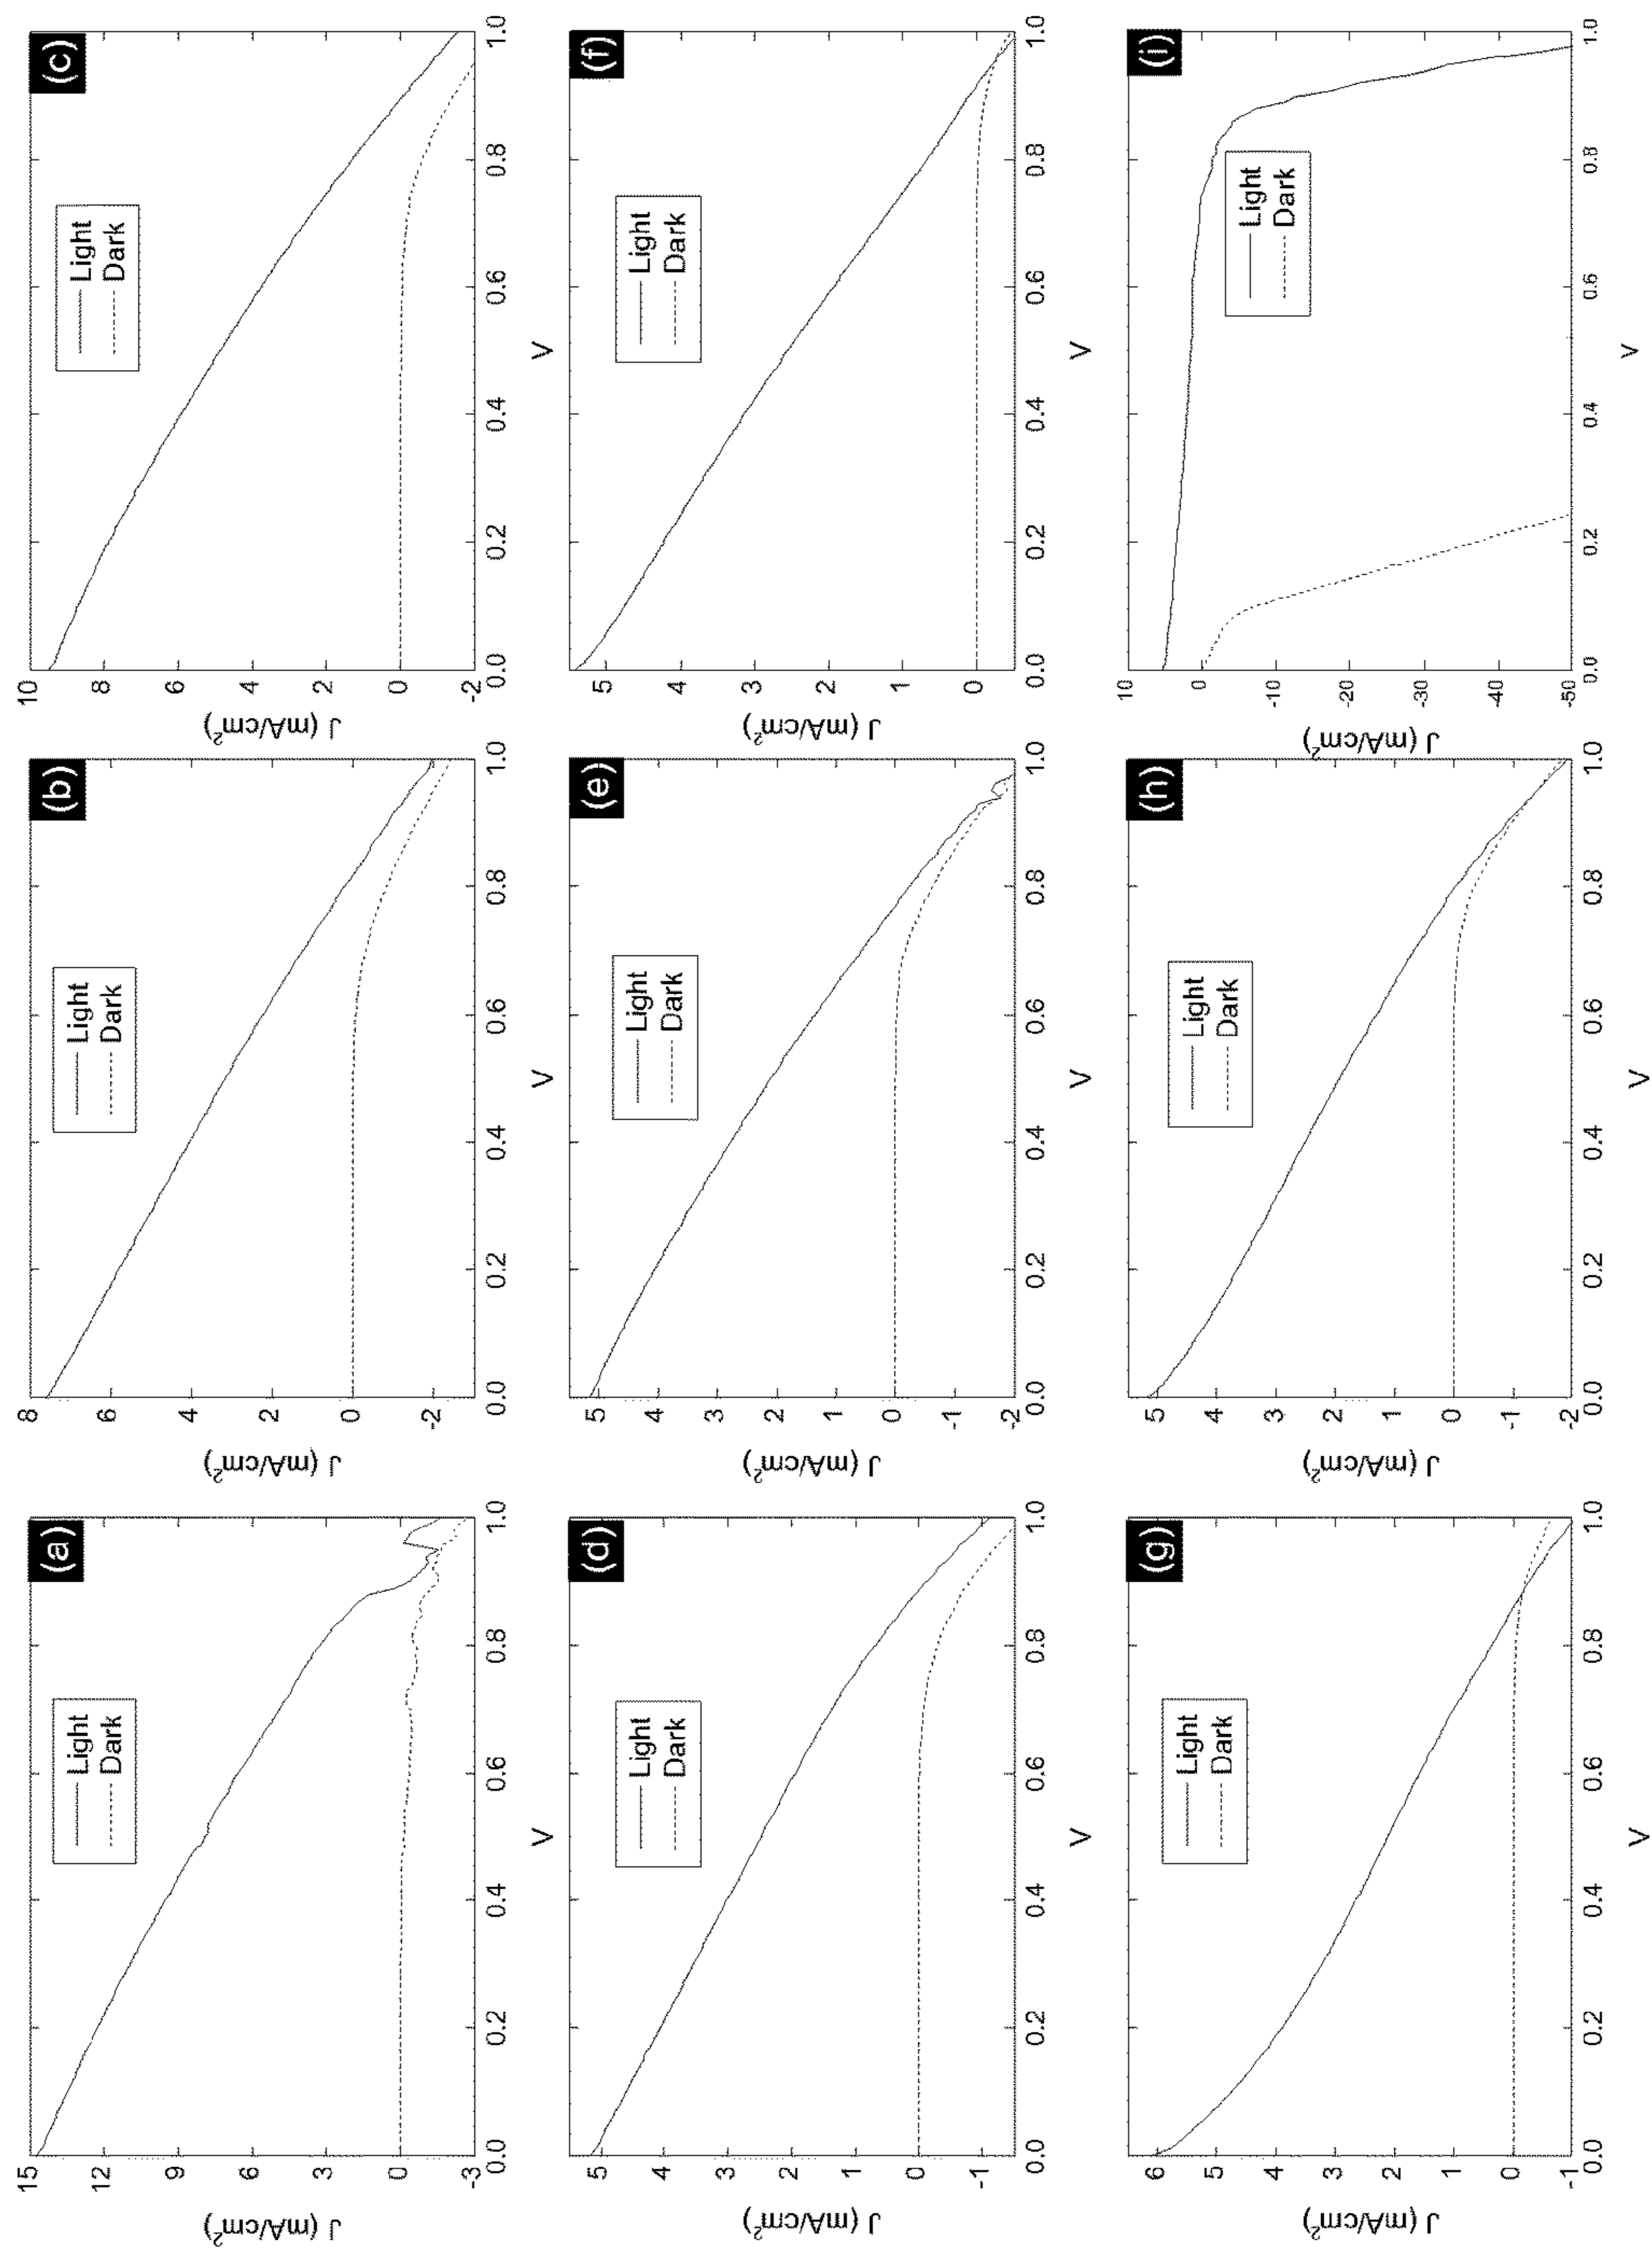 (a)
Light
Dark
15
12
9
6
3
0
-3
J (mA/cm²)
0.0 0.2 0.4 0.6 0.8 1.0
V
(b)
Light
Dark
8
6
4
2
0
-2
J (mA/cm²)
0.0 0.2 0.4 0.6 0.8 1.0
V
(c)
Light
Dark
10
8
6
4
2
0
-2
J (mA/cm²)
0.0 0.2 0.4 0.6 0.8 1.0
V
(d)
Light
Dark
5
4
3
2
1
0
-1
J (mA/cm²)
0.0 0.2 0.4 0.6 0.8 1.0
V
(e)
Light
Dark
5
4
3
2
1
0
-1
-2
J (mA/cm²)
0.0 0.2 0.4 0.6 0.8 1.0
V
(f)
Light
Dark
5
4
3
2
1
0
J (mA/cm²)
0.0 0.2 0.4 0.6 0.8 1.0
V
(g)
Light
Dark
6
5
4
3
2
1
0
-1
J (mA/cm²)
0.0 0.2 0.4 0.6 0.8 1.0
V
(h)
Light
Dark
5
4
3
2
1
0
-1
-2
J (mA/cm²)
0.0 0.2 0.4 0.6 0.8 1.0
V
(i)
Light
Dark
10
0
-10
-20
-30
-40
-50
J (mA/cm²)
0.0 0.2 0.4 0.6 0.8 1.0
V